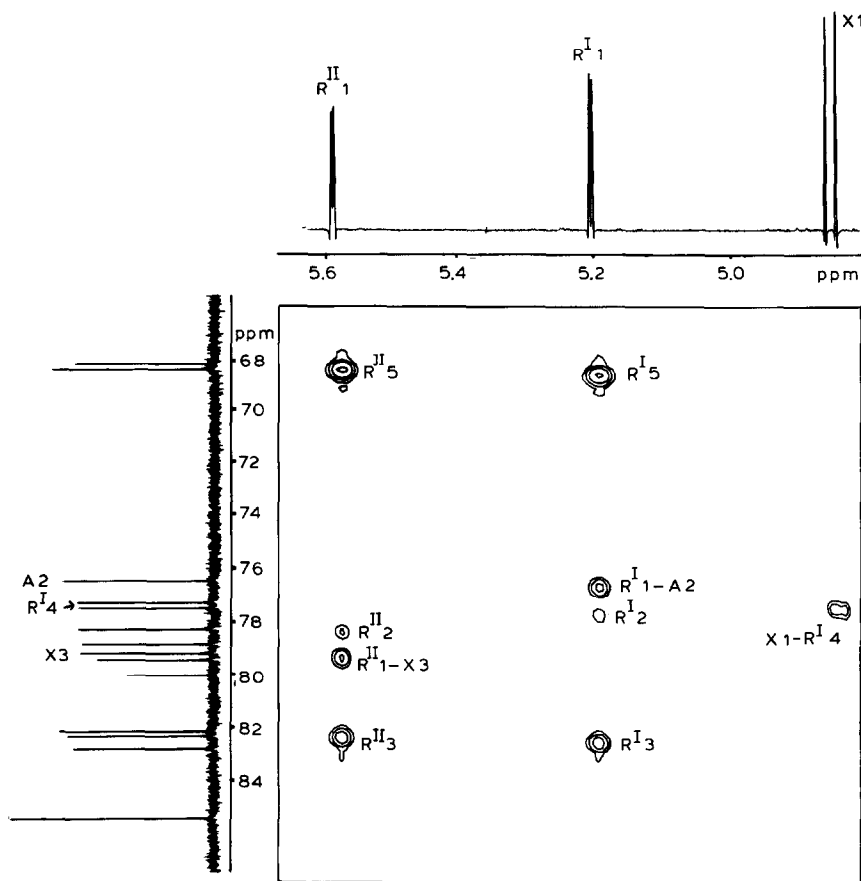 X1
R^I 1
R^II 1
5.6 5.4 5.2 5.0 ppm
ppm
68
70
72
74
76
78
80
82
84
A2
R^I 4 →
X3
R^II 5
R^I 5
R^I 1-A2
R^I 2
X1-R^I 4
R^II 2
R^II 1-X3
R^II 3
R^I 3